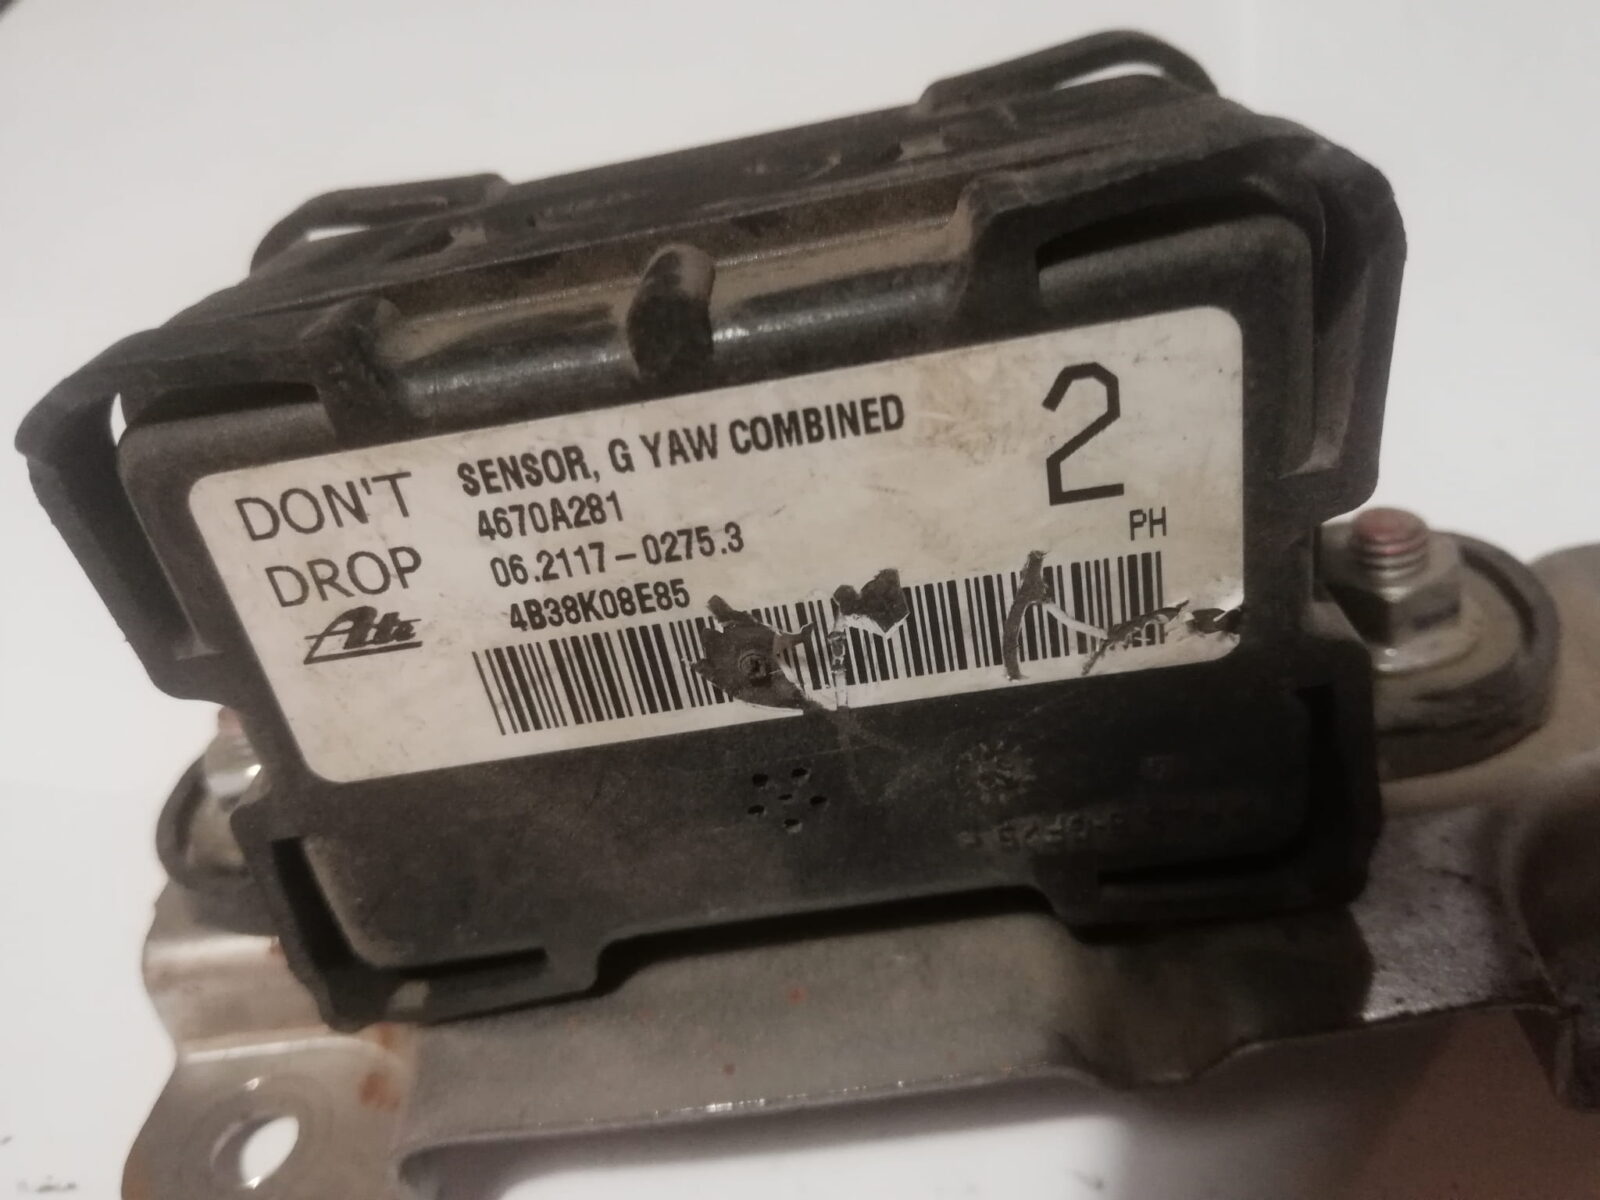 DON'T
DROP
Ate
SENSOR, G YAW COMBINED
4670A281
06.2117-0275.3
4B38K08E85
2
PH